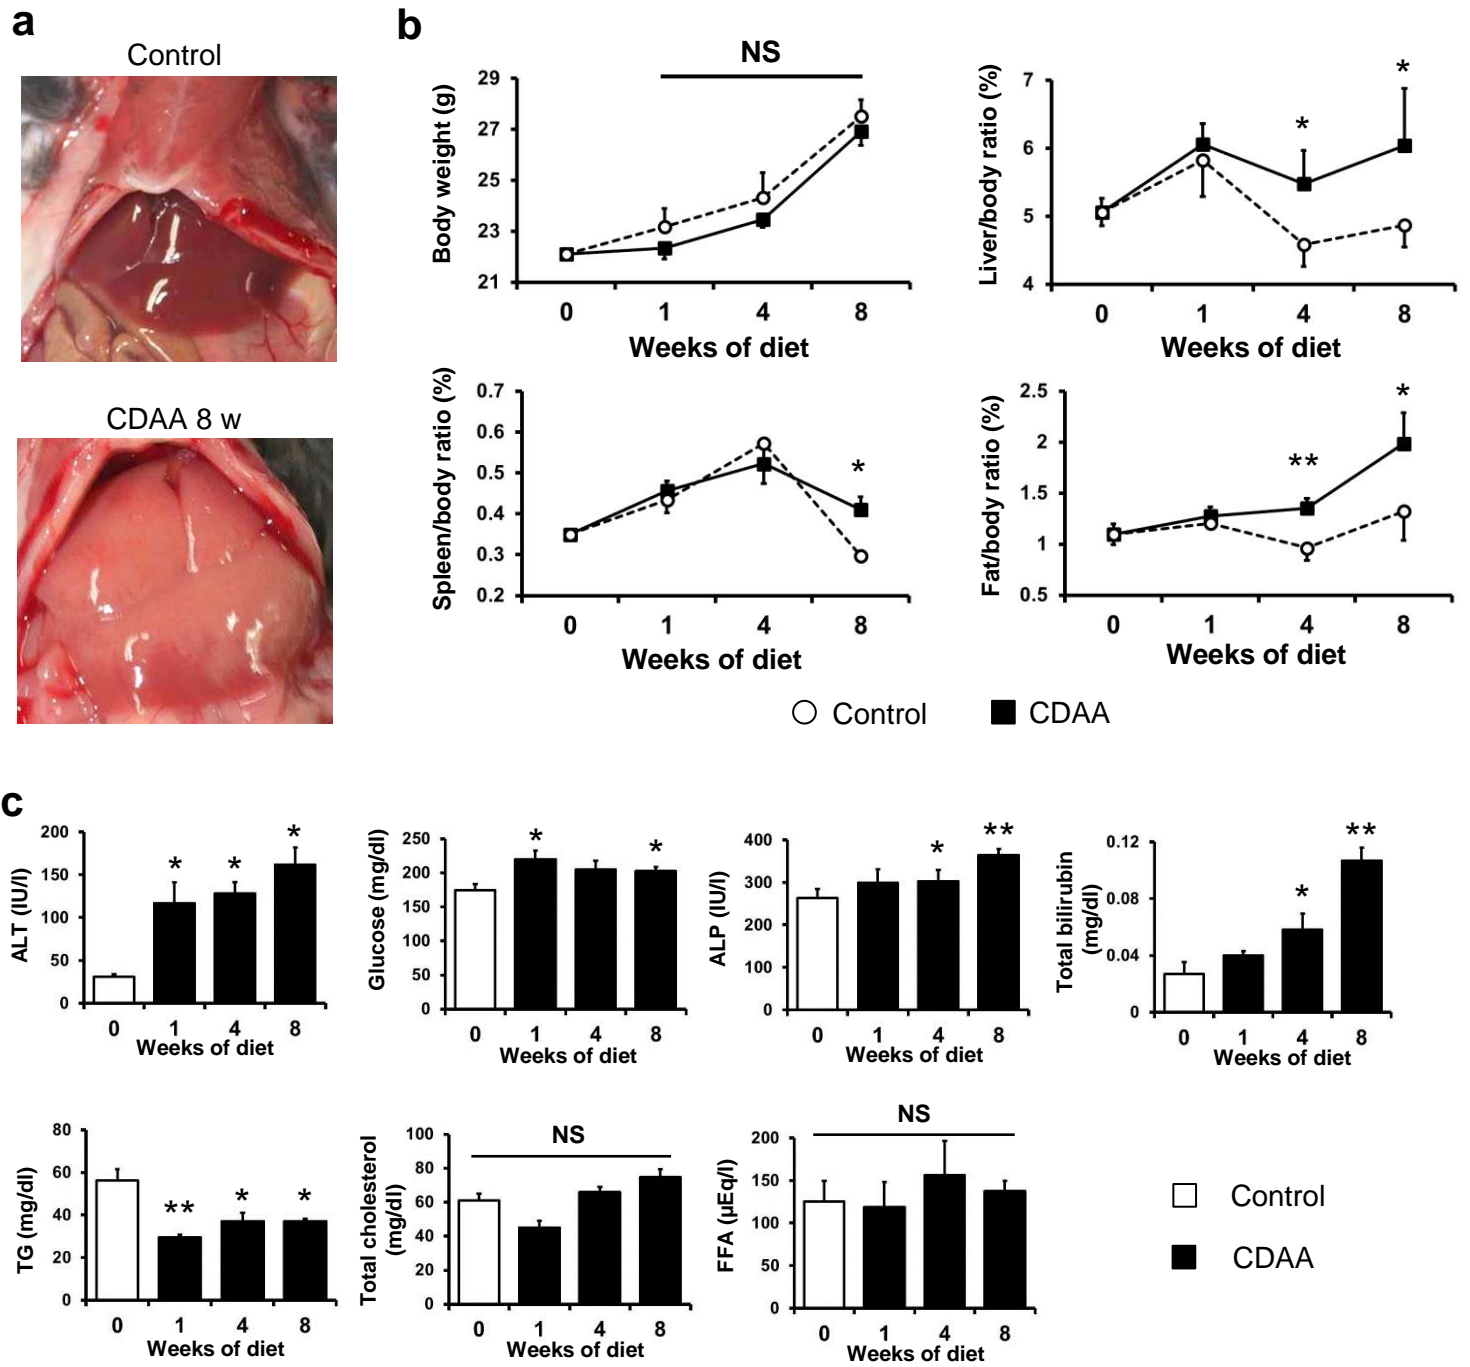 a
Control
CDAA 8 w
b
NS
Body weight (g)
29
27
25
23
21
0 1 4 8
Weeks of diet
Liver/body ratio (%)
7
6
5
4
* *
0 1 4 8
Weeks of diet
Spleen/body ratio (%)
0.7
0.6
0.5
0.4
0.3
0.2
*
0 1 4 8
Weeks of diet
Fat/body ratio (%)
2.5
2
1.5
1
0.5
** *
0 1 4 8
Weeks of diet
Control CDAA
c
ALT (IU/l)
200
150
100
50
0
* * *
0 1 4 8
Weeks of diet
Glucose (mg/dl)
250
200
150
100
50
0
* *
0 1 4 8
Weeks of diet
ALP (IU/l)
400
300
200
100
0
* **
0 1 4 8
Weeks of diet
Total bilirubin
(mg/dl)
0.12
0.08
0.04
0
* **
0 1 4 8
Weeks of diet
TG (mg/dl)
80
60
40
20
0
** * *
0 1 4 8
Weeks of diet
Total cholesterol
(mg/dl)
100
80
60
40
20
0
NS
0 1 4 8
Weeks of diet
FFA (µEq/l)
200
150
100
50
0
NS
0 1 4 8
Weeks of diet
Control
CDAA